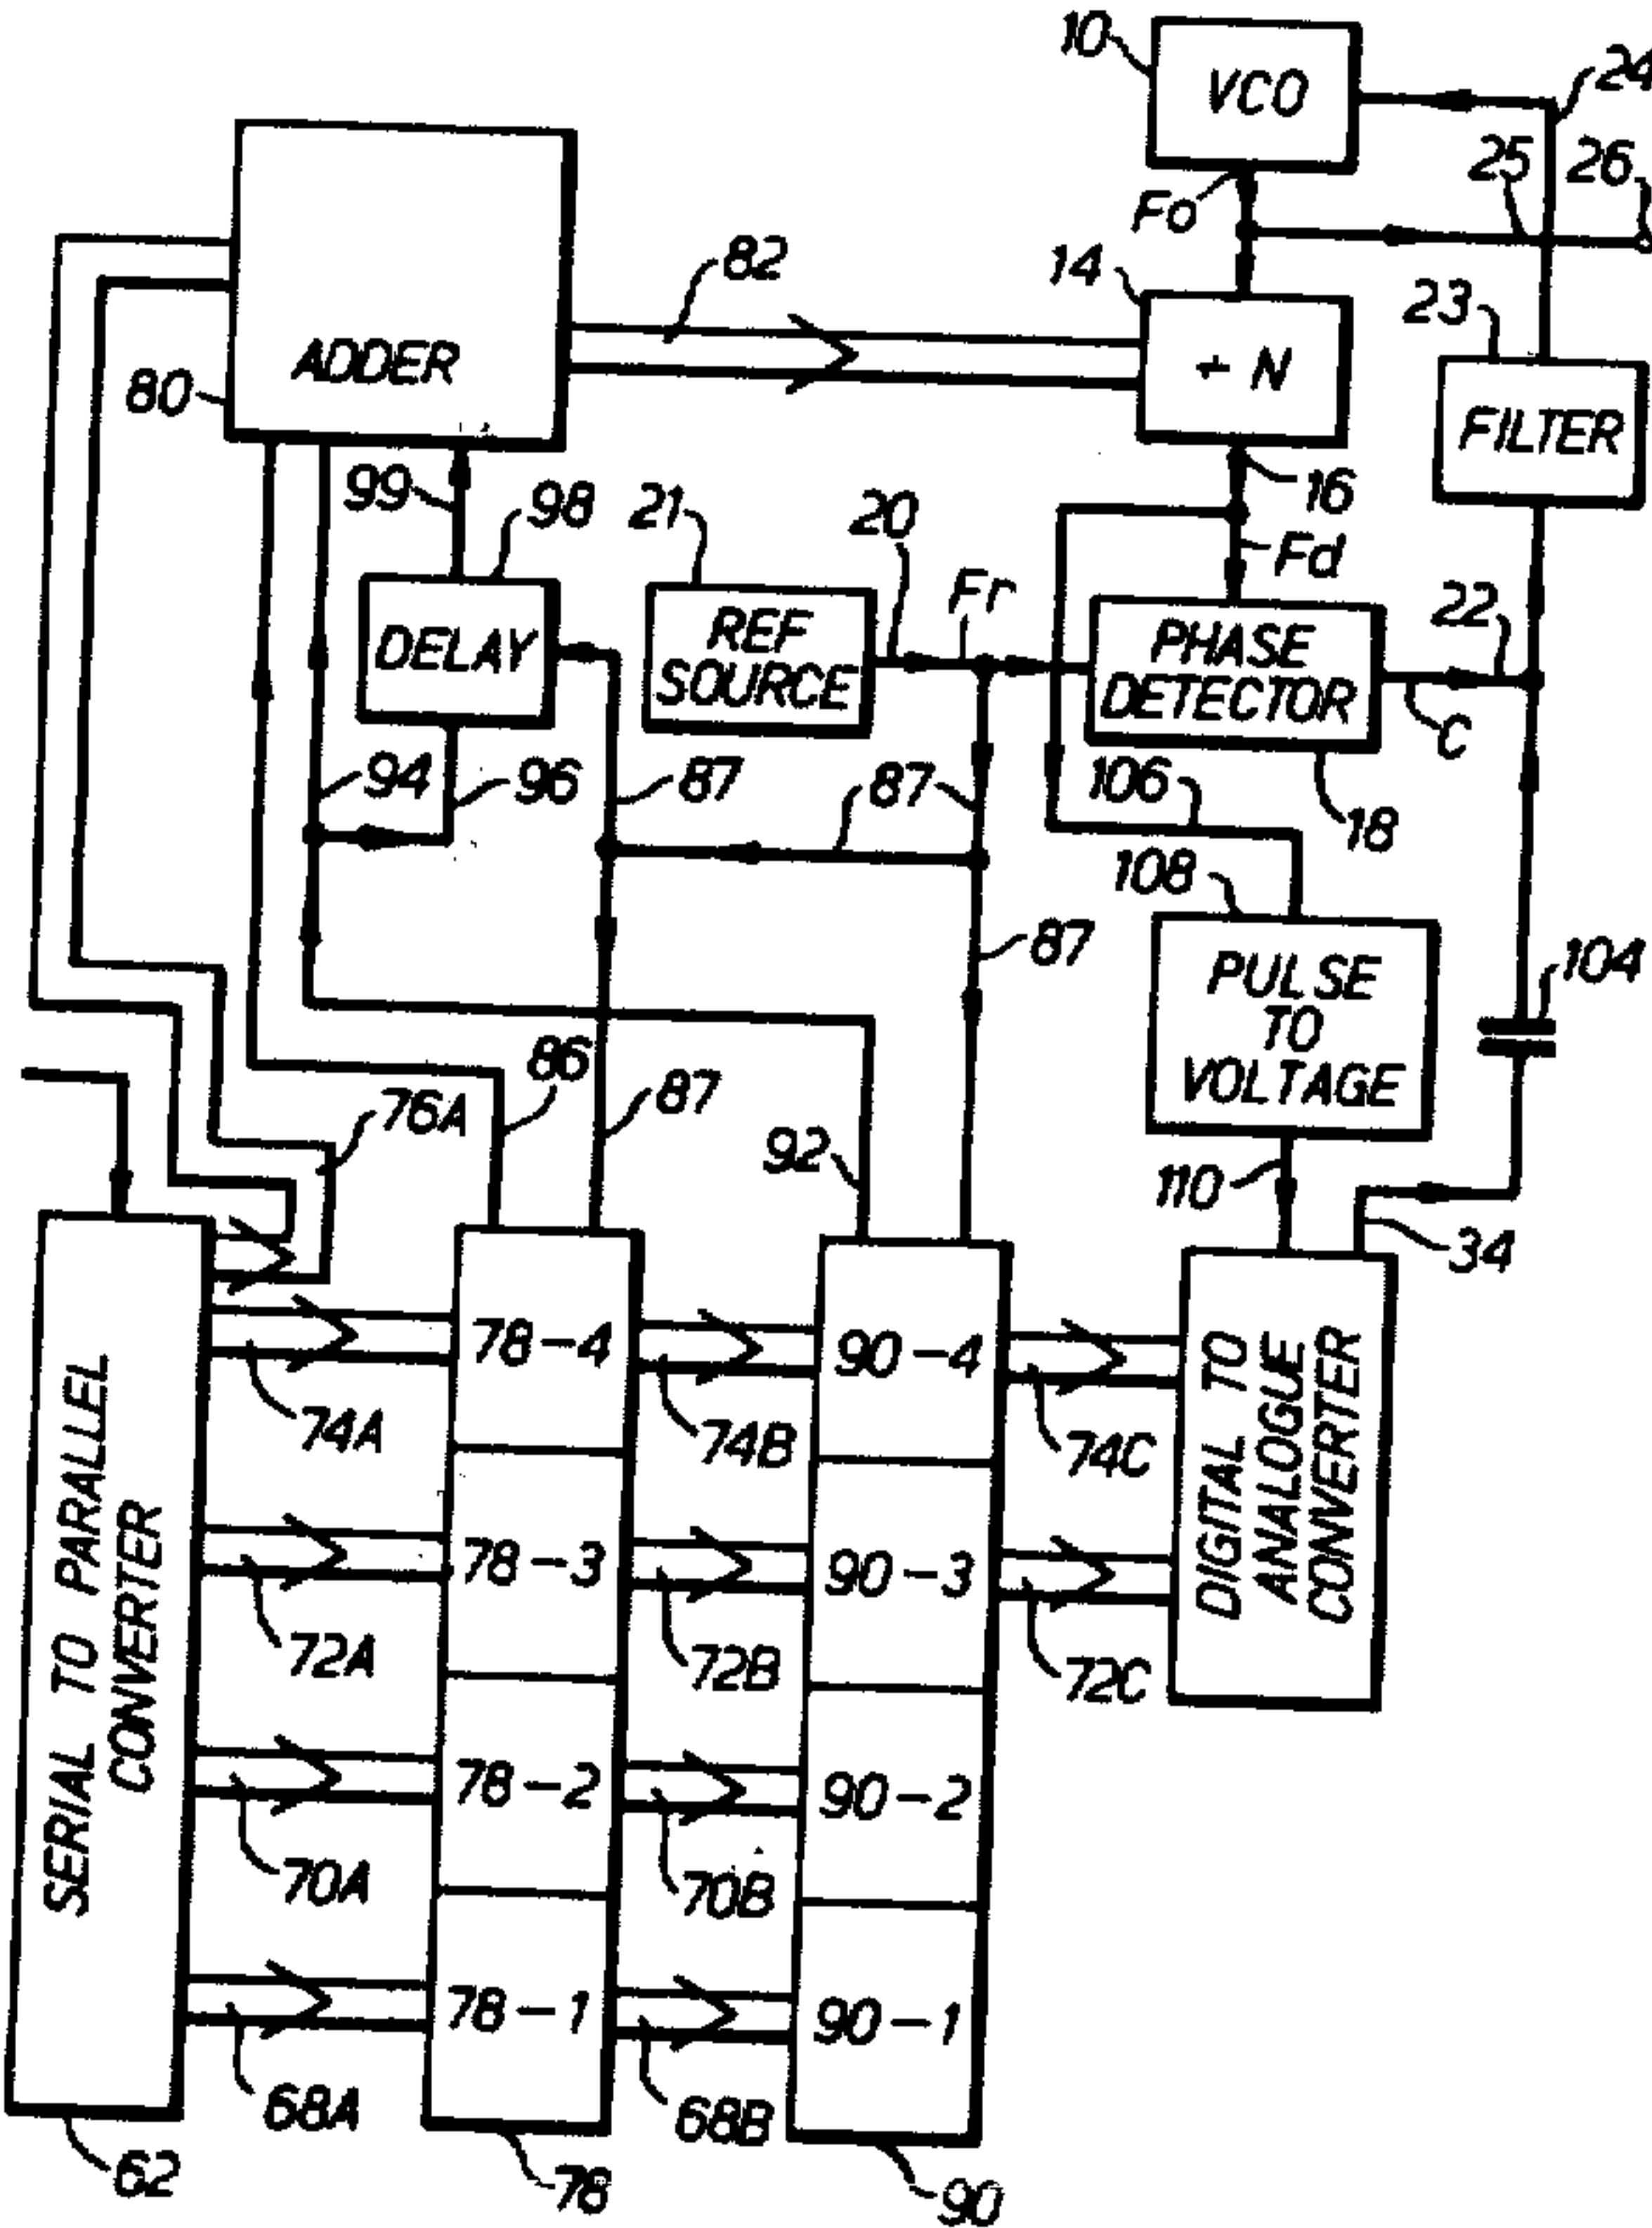 10
VCO
24
25
26
Fo
82
14
23
ADDER
÷ N
80
FILTER
99
98
21
20
16
Fr
Fd
DELAY
REF
SOURCE
PHASE
DETECTOR
22
C
94
96
87
87
106
18
108
87
104
PULSE
TO
VOLTAGE
86
87
76A
92
110
34
SERIAL TO PARALLEL
CONVERTER
78-4
90-4
DIGITAL TO
ANALOGUE
CONVERTER
74A
74B
74C
78-3
90-3
72A
72B
72C
78-2
90-2
70A
70B
78-1
90-1
68A
68B
62
78
90